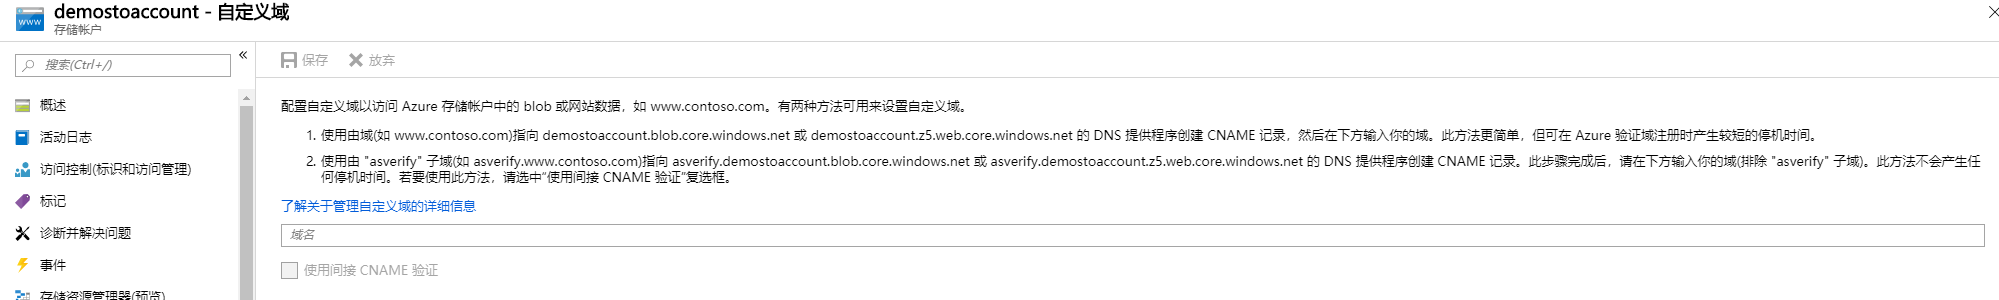 demostoaccount - 自定义域
存储帐户
搜索(Ctrl+/)
概述
活动日志
访问控制(标识和访问管理)
标记
诊断并解决问题
事件
存储资源管理器(预览)
保存
放弃
配置自定义域以访问 Azure 存储帐户中的 blob 或网站数据，如 www.contoso.com。有两种方法可用来设置自定义域。
1. 使用由域(如 www.contoso.com)指向 demostoaccount.blob.core.windows.net 或 demostoaccount.z5.web.core.windows.net 的 DNS 提供程序创建 CNAME 记录，然后在下方输入你的域。此方法更简单，但可在 Azure 验证域注册时产生较短的停机时间。
2. 使用由 "asverify" 子域(如 asverify.www.contoso.com)指向 asverify.demostoaccount.blob.core.windows.net 或 asverify.demostoaccount.z5.web.core.windows.net 的 DNS 提供程序创建 CNAME 记录。此步骤完成后，请在下方输入你的域(排除 "asverify" 子域)。此方法不会产生任
何停机时间。若要使用此方法，请选中“使用间接 CNAME 验证”复选框。
了解关于管理自定义域的详细信息
域名
使用间接 CNAME 验证